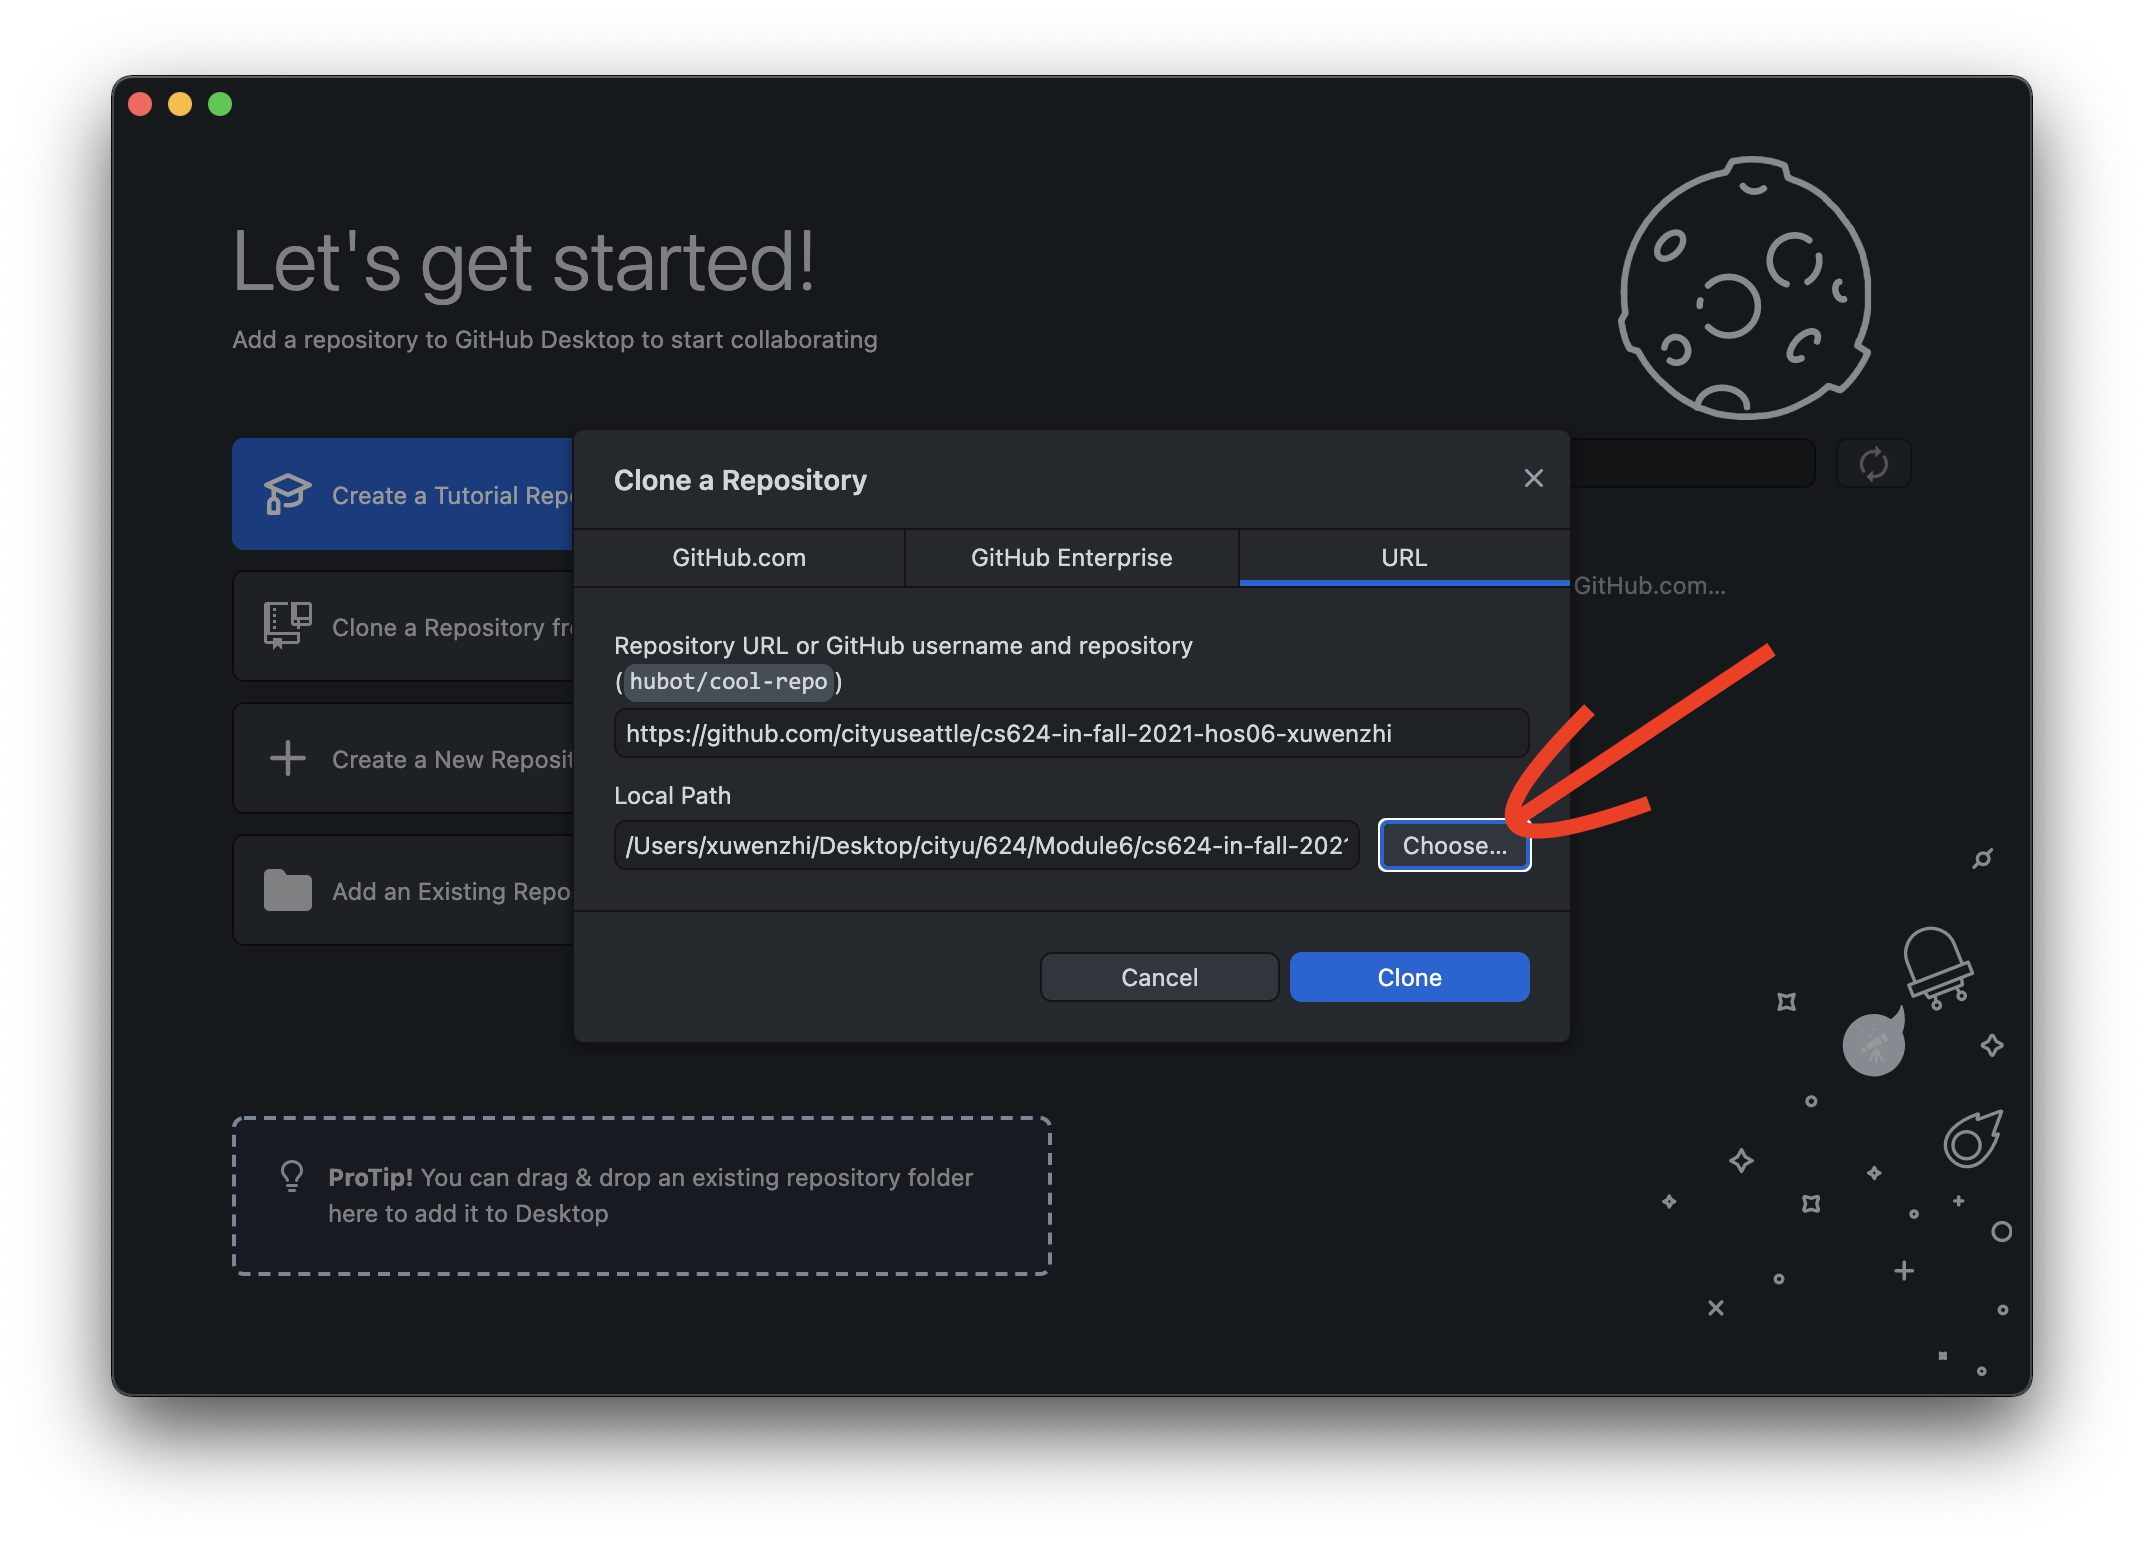 Let's get started!
Add a repository to GitHub Desktop to start collaborating
Create a Tutorial
Clone a Repository
Create a New
Add an Existing
GitHub.com...
Clone a Repository
GitHub.com
GitHub Enterprise
URL
Repository URL or GitHub username and repository
(hubot/cool-repo)
https://github.com/cityuseattle/cs624-in-fall-2021-hos06-xuwenzhi
Local Path
/Users/xuwenzhi/Desktop/cityu/624/Module6/cs624-in-fall-202
Choose...
Cancel
Clone
ProTip! You can drag & drop an existing repository folder
here to add it to Desktop